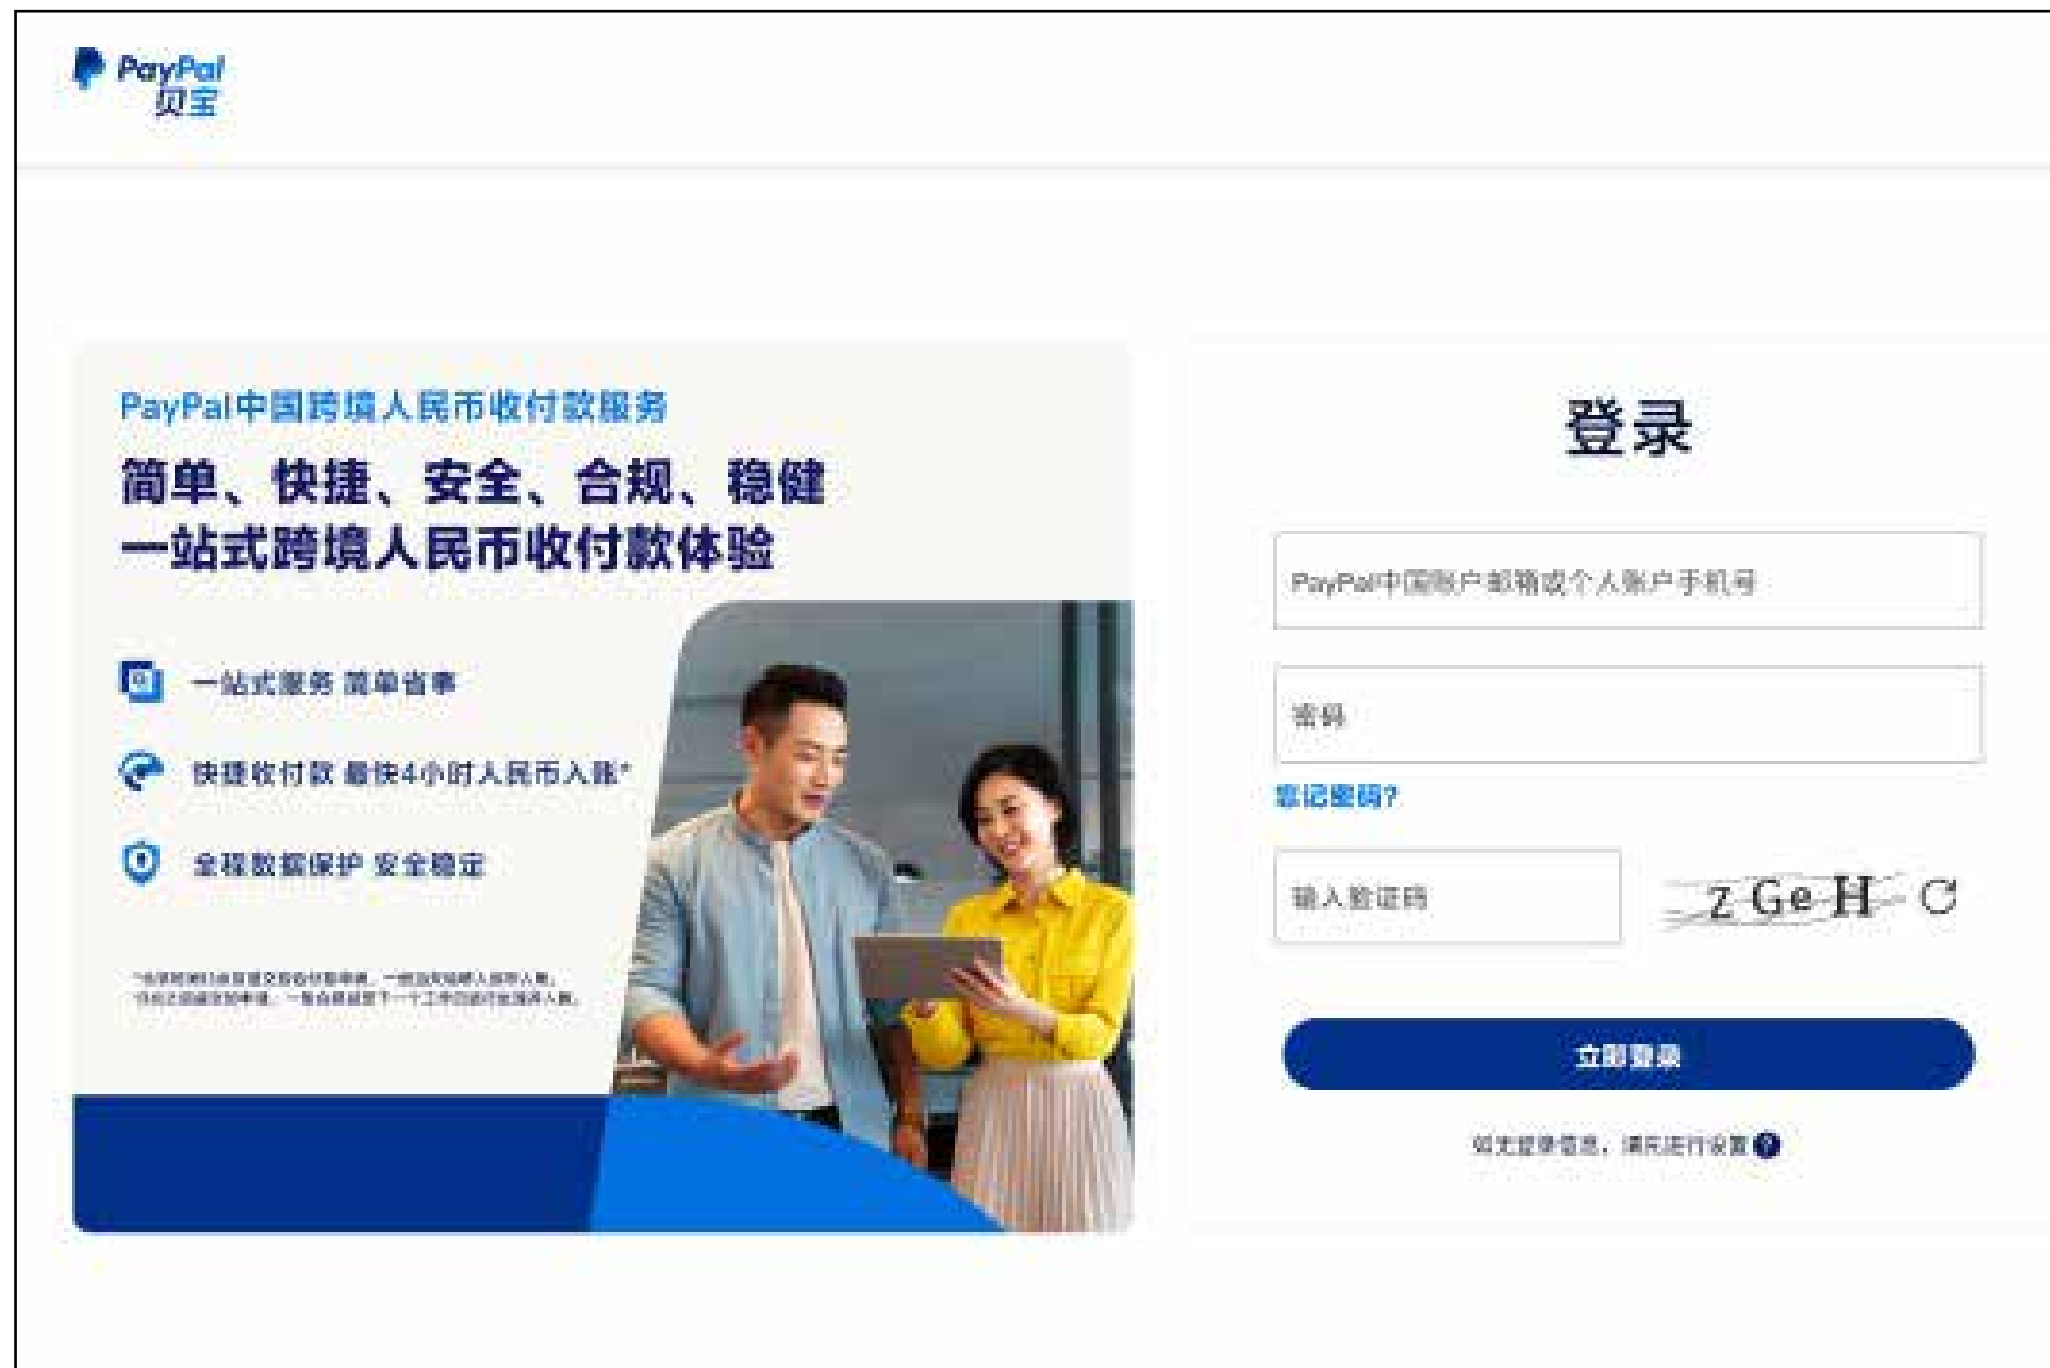 PayPal
贝宝
PayPal中国跨境人民币收付款服务
简单、快捷、安全、合规、稳健
一站式跨境人民币收付款体验
一站式服务 简单省事
快捷收付款 最快4小时人民币入账*
全程数据保护 安全稳定
登录
PayPal中国账户邮箱或个人账户手机号
密码
忘记密码?
输入验证码
z Ge H
立即登录
如无登录信息，请先进行设置 ?